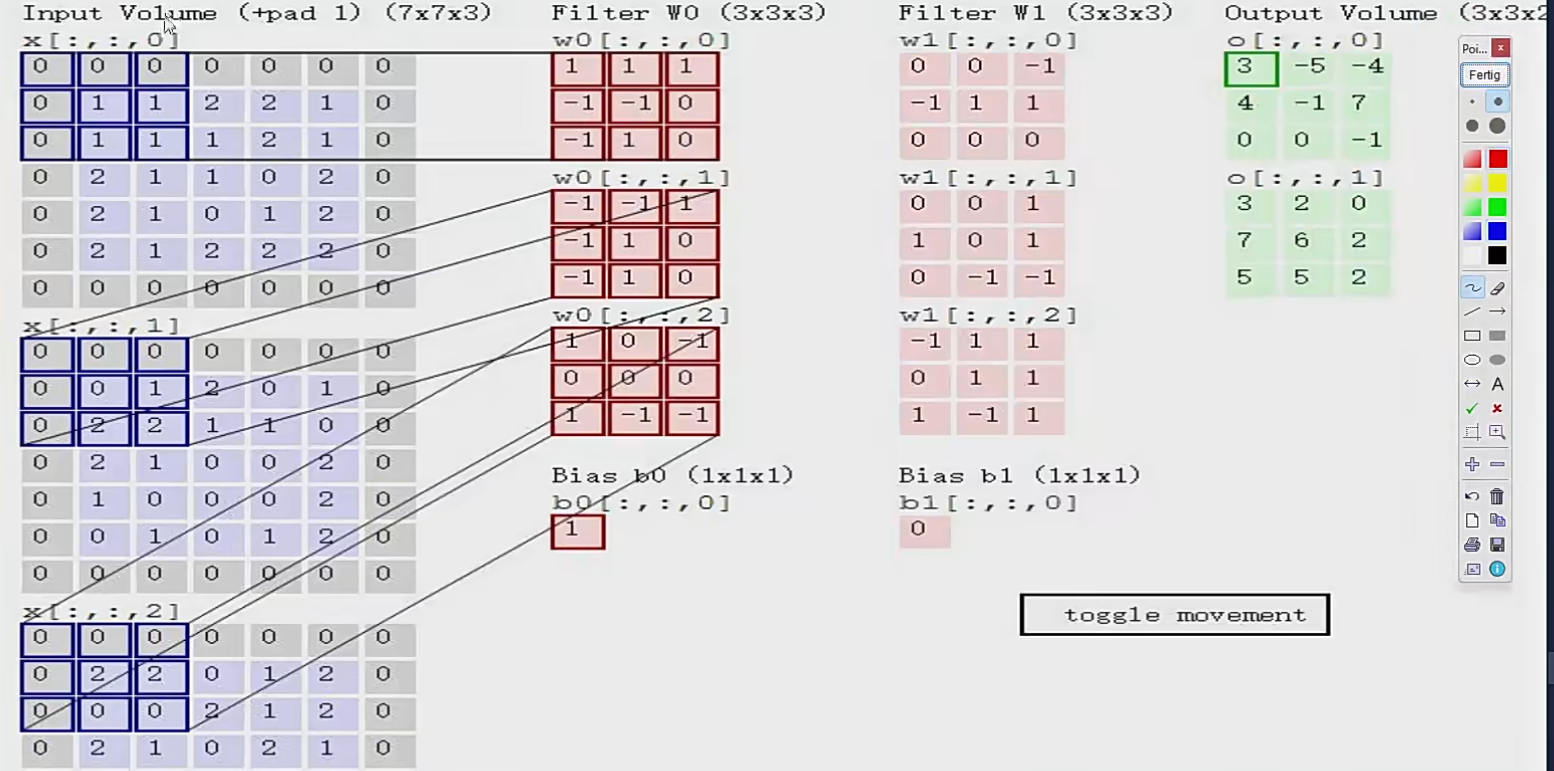 Input Volume (+pad 1) (7x7x3)
x[:,:,0]
0 0 0 0 0 0 0
0 1 1 2 2 1 0
0 1 1 1 2 1 0
0 2 1 1 0 2 0
0 2 1 0 1 2 0
0 2 1 2 2 2 0
0 0 0 0 0 0 0
x[:,:,1]
0 0 0 0 0 0 0
0 0 1 2 0 1 0
0 2 2 1 1 0 0
0 2 1 0 0 2 0
0 1 0 0 0 2 0
0 0 1 0 1 2 0
0 0 0 0 0 0 0
x[:,:,2]
0 0 0 0 0 0 0
0 2 2 0 1 2 0
0 0 0 2 1 2 0
0 2 1 0 2 1 0
Filter W0 (3x3x3)
w0[:,:,0]
1 1 1
-1 -1 0
-1 1 0
w0[:,:,1]
-1 -1 1
-1 1 0
-1 1 0
w0[:,:,2]
1 0 -1
0 0 0
1 -1 -1
Bias b0 (1x1x1)
b0[:,:,0]
1
Filter W1 (3x3x3)
w1[:,:,0]
0 0 -1
-1 1 1
0 0 0
w1[:,:,1]
0 0 1
1 0 1
0 -1 -1
w1[:,:,2]
-1 1 1
0 1 1
1 -1 1
Bias b1 (1x1x1)
b1[:,:,0]
0
Output Volume (3x3x2
o[:,:,0]
3 -5 -4
4 -1 7
0 0 -1
o[:,:,1]
3 2 0
7 6 2
5 5 2
toggle movement
Poi...
Fertig
A